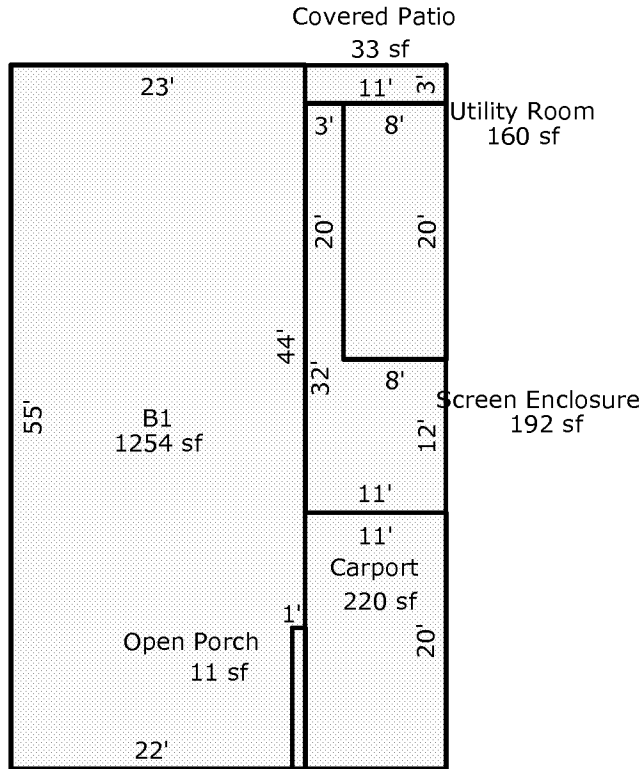 Covered Patio
33 sf
23'
11'
3'
3'
8'
Utility Room
160 sf
20'
20'
44'
32'
8'
55'
B1
1254 sf
Screen Enclosure
192 sf
12'
11'
11'
Carport
220 sf
1'
Open Porch
11 sf
20'
22'